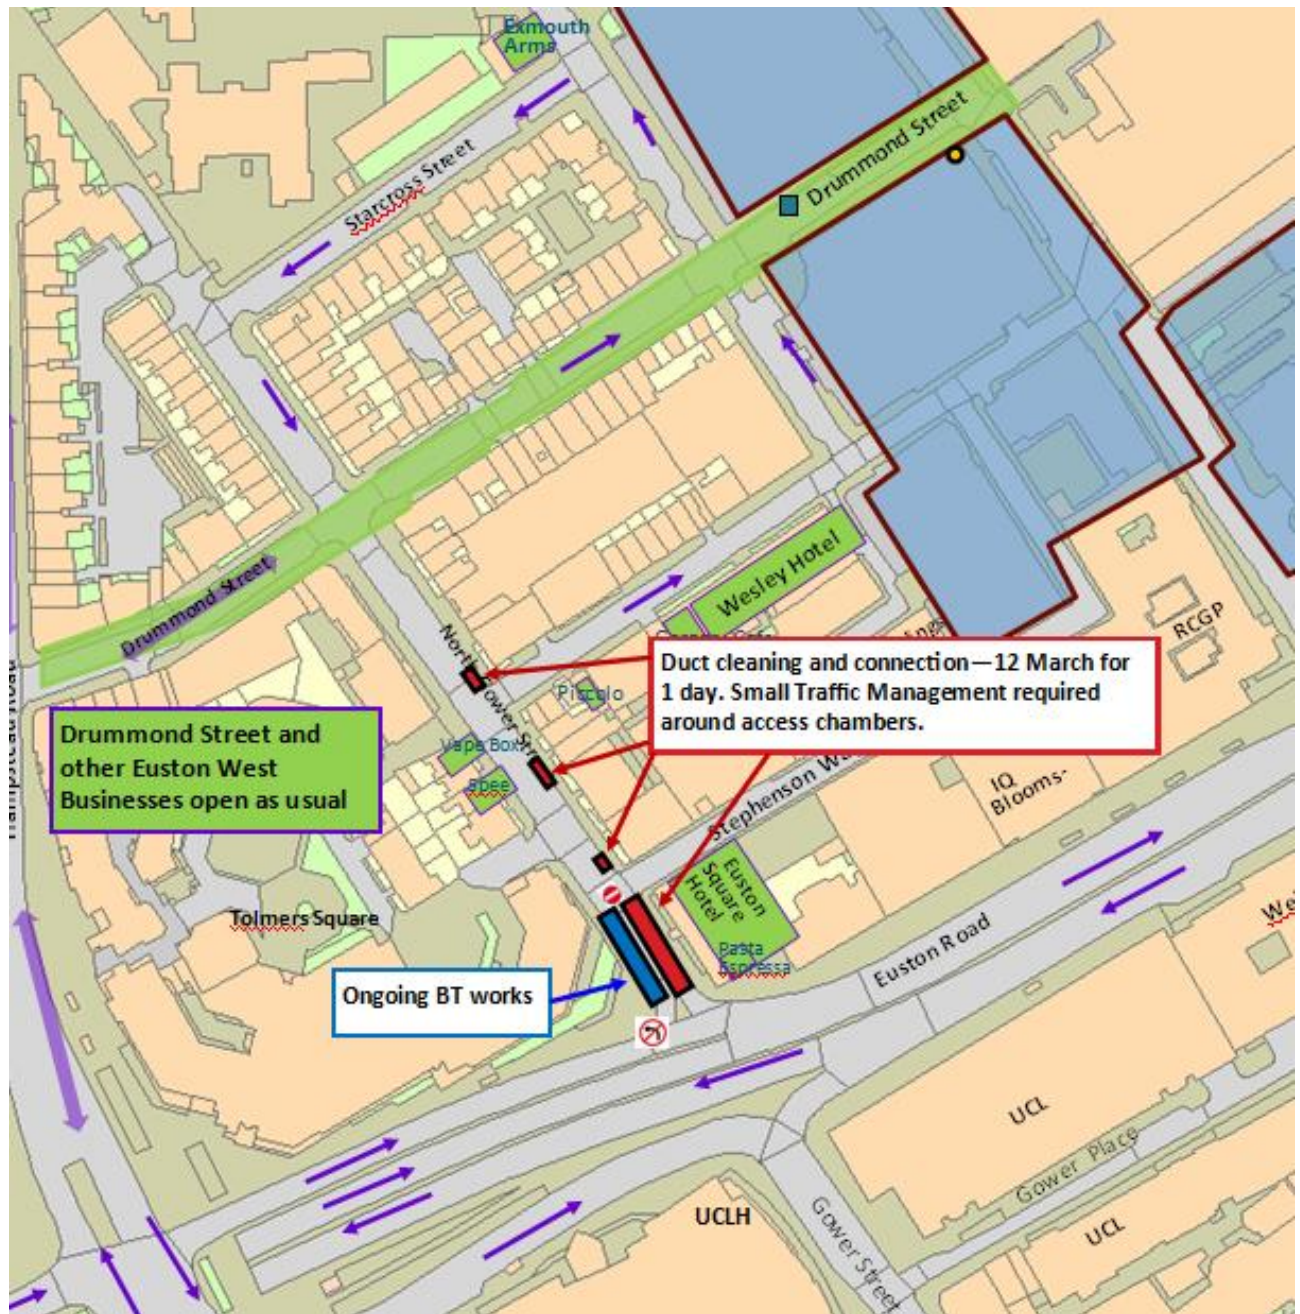 Exmouth
Arms
Drummond Street
Starcross Street
Drummond Street
Wesley Hotel
RCGP
Duct cleaning and connection—12 March for
1 day. Small Traffic Management required
around access chambers.
Piccolo
Vape Box
Spee
Drummond Street and
other Euston West
Businesses open as usual
Stephenson
IQ
Blooms-
Euston
Square
Hotel
Pasta
Espressa
Tolmers Square
Euston Road
Ongoing BT works
UCL
Gower Place
UCL
UCLH
Gower Street